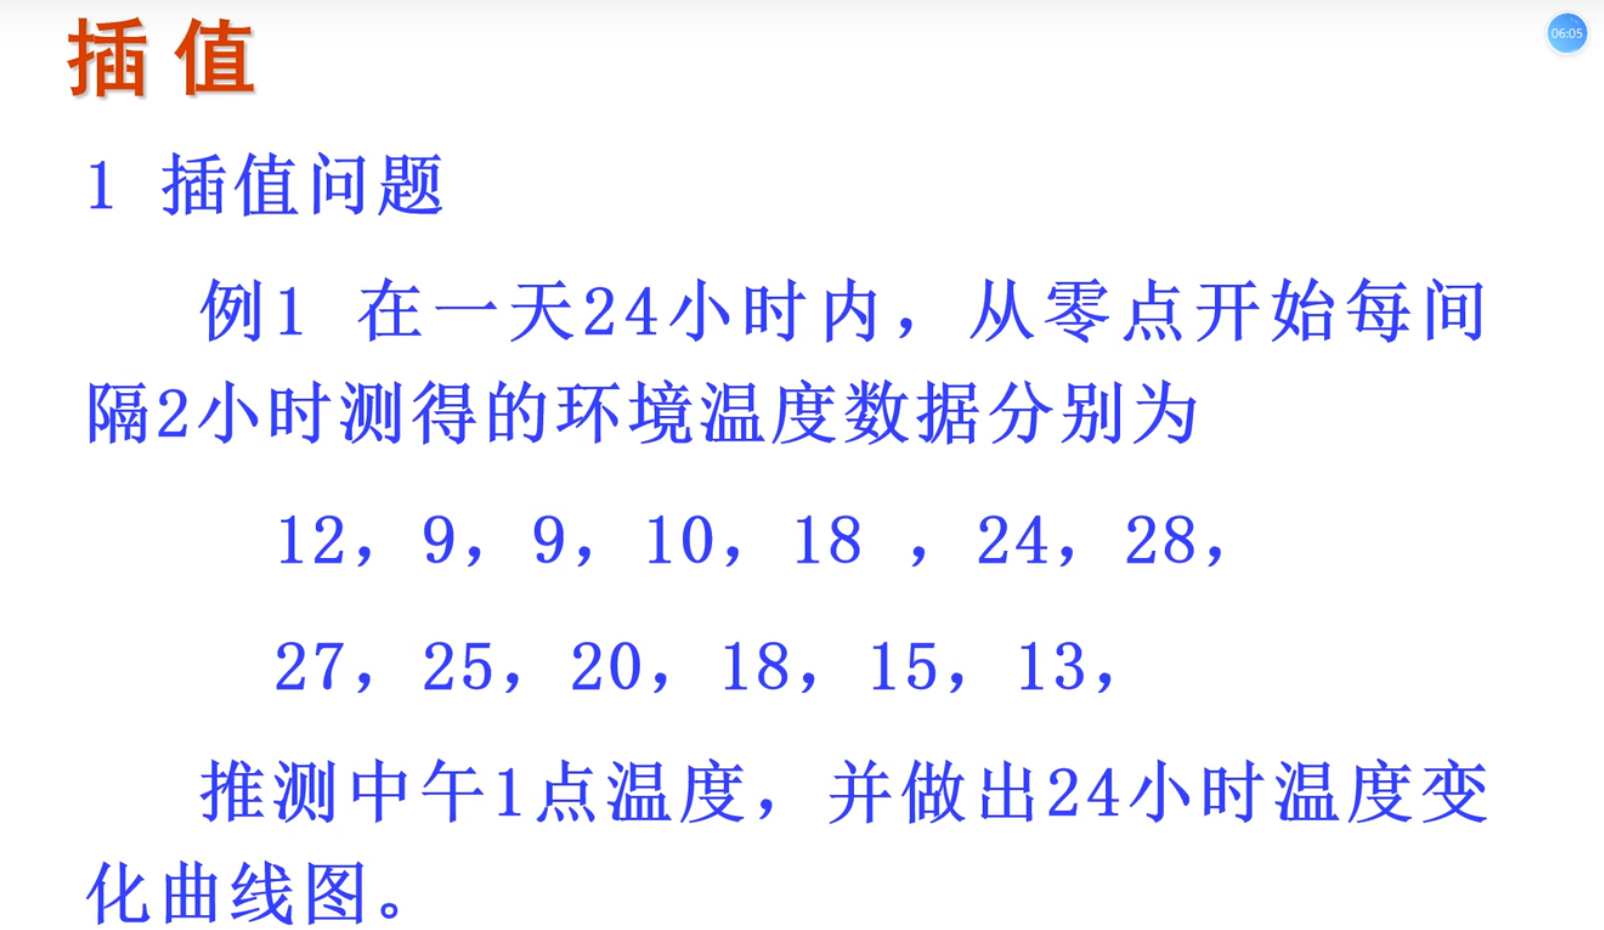 插值
06:05
1 插值问题
例1 在一天24小时内，从零点开始每间
隔2小时测得的环境温度数据分别为
12，9，9，10，18 ，24，28，
27，25，20，18，15，13，
推测中午1点温度，并做出24小时温度变
化曲线图。